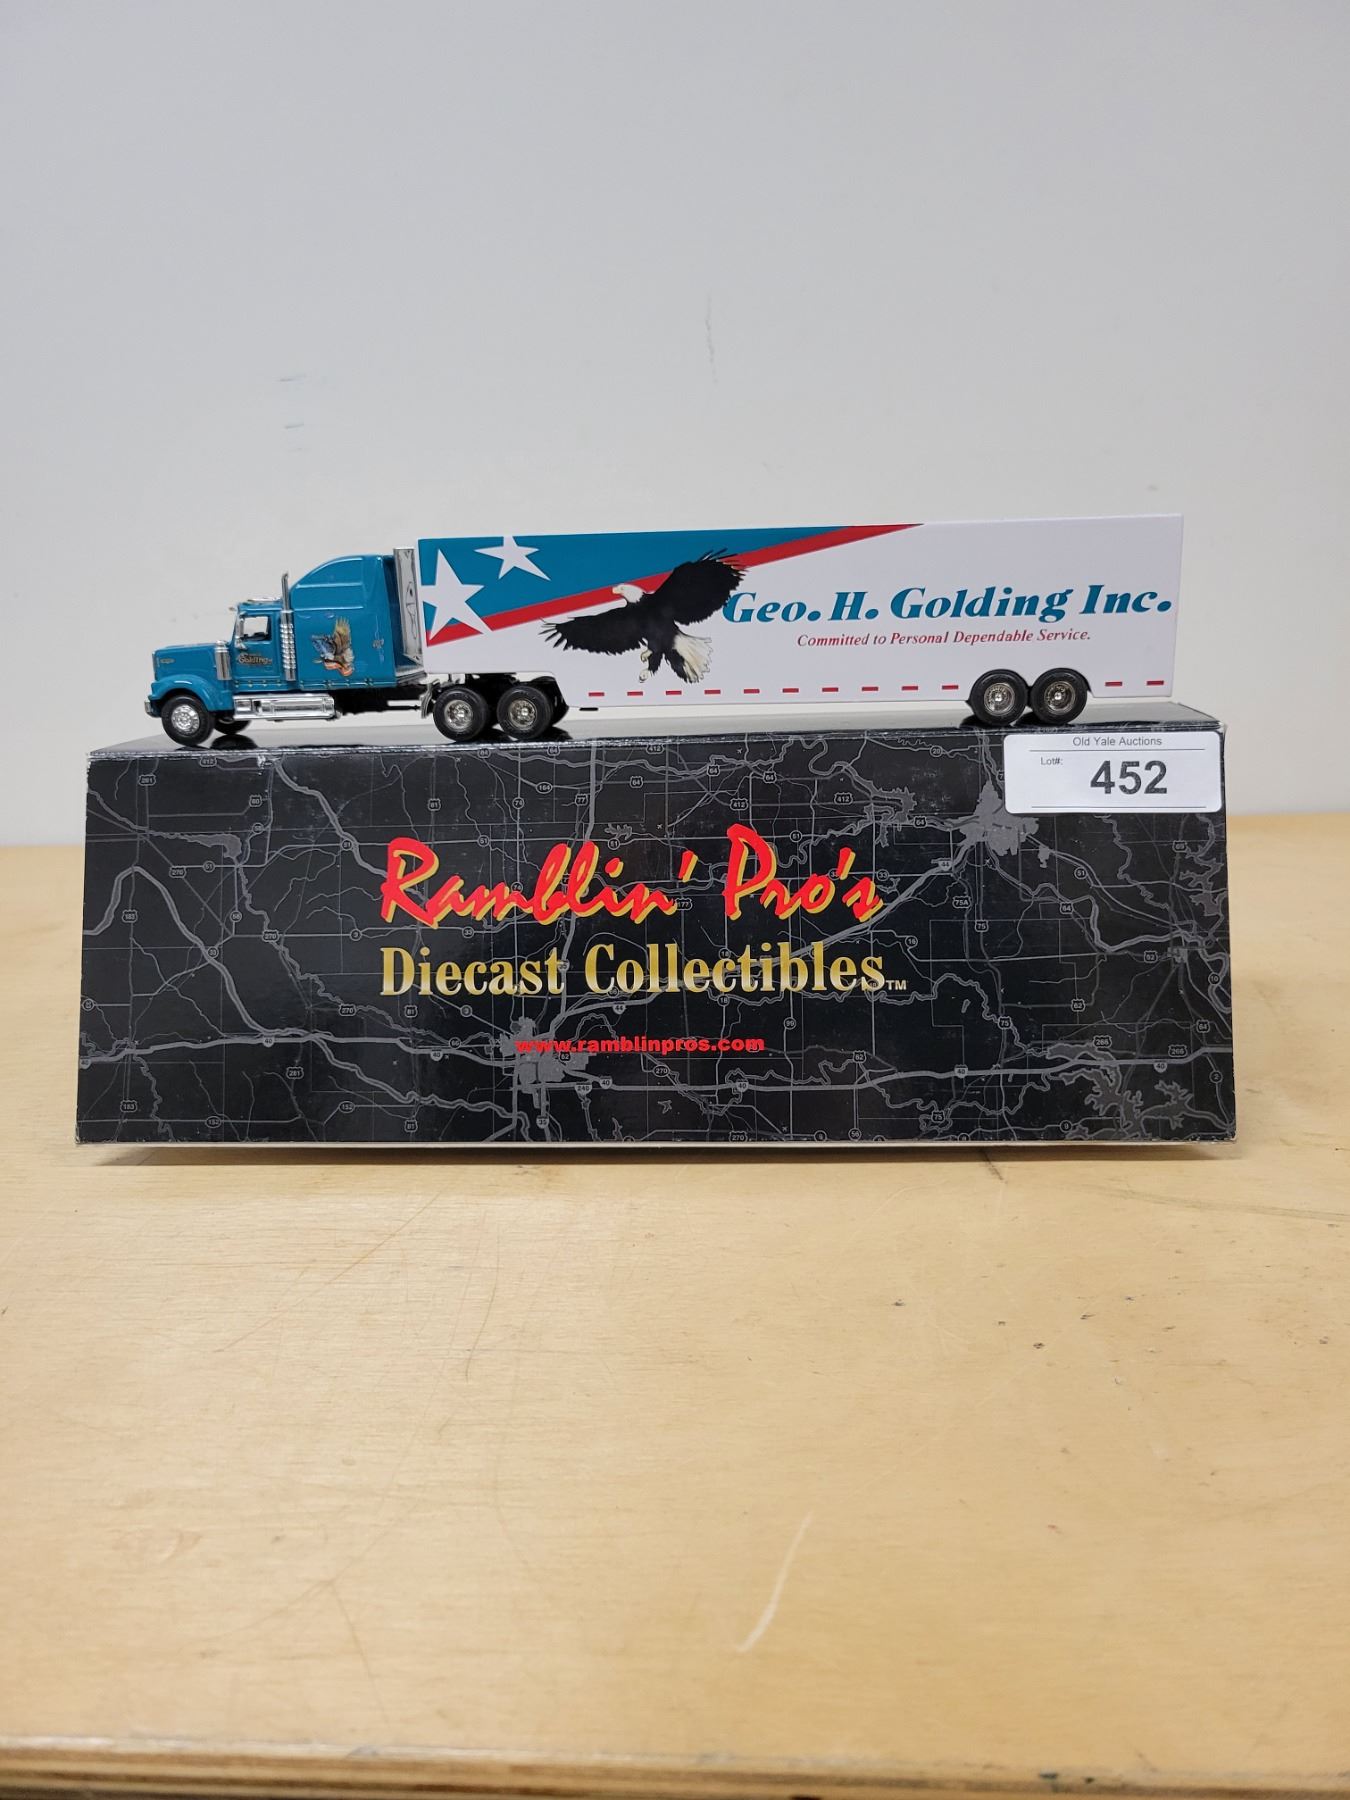 Geo. H. Golding Inc.
Committed to Personal Dependable Service.
Golding
Old Yale Auctions
Lot#:
452
Ramblin' Pro's
Diecast Collectibles™
www.ramblinpros.com